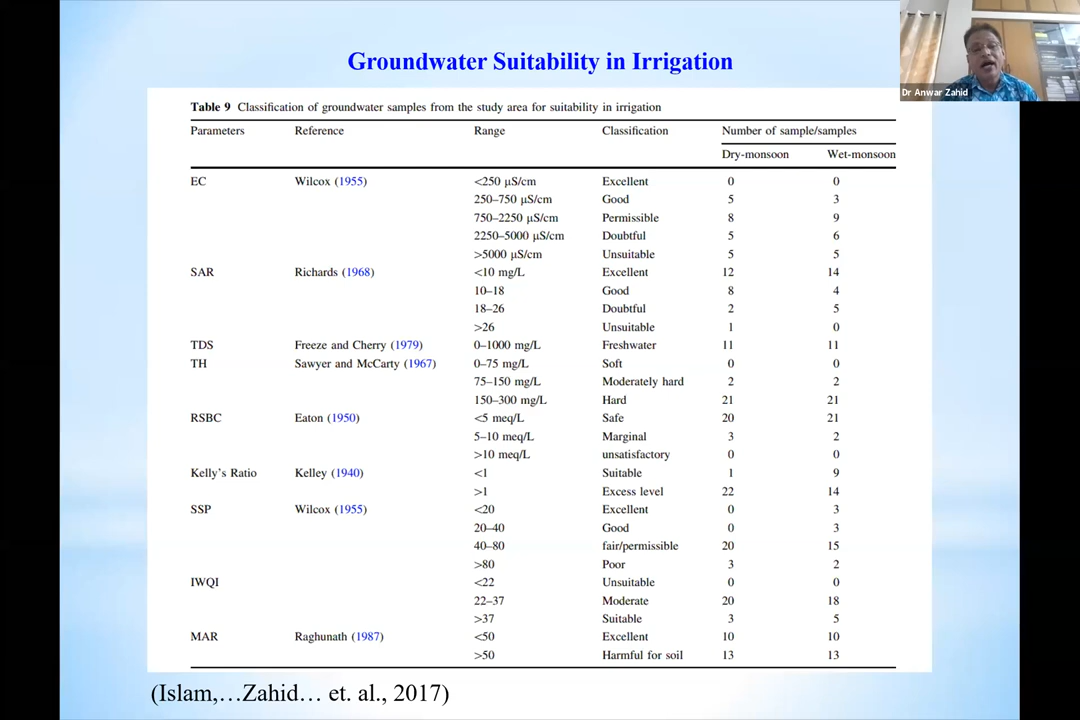 Groundwater Suitability in Irrigation
Dr Anwar Zahid
Table 9 Classification of groundwater samples from the study area for suitability in irrigation
Parameters Reference Range Classification Number of sample/samples
Dry-monsoon Wet-monsoon
EC Wilcox (1955) <250 μS/cm Excellent 0 0
250–750 μS/cm Good 5 3
750–2250 μS/cm Permissible 8 9
2250–5000 μS/cm Doubtful 5 6
>5000 μS/cm Unsuitable 5 5
SAR Richards (1968) <10 mg/L Excellent 12 14
10–18 Good 8 4
18–26 Doubtful 2 5
>26 Unsuitable 1 0
TDS Freeze and Cherry (1979) 0–1000 mg/L Freshwater 11 11
TH Sawyer and McCarty (1967) 0–75 mg/L Soft 0 0
75–150 mg/L Moderately hard 2 2
150–300 mg/L Hard 21 21
RSBC Eaton (1950) <5 meq/L Safe 20 21
5–10 meq/L Marginal 3 2
>10 meq/L unsatisfactory 0 0
Kelly's Ratio Kelley (1940) <1 Suitable 1 9
>1 Excess level 22 14
SSP Wilcox (1955) <20 Excellent 0 3
20–40 Good 0 3
40–80 fair/permissible 20 15
>80 Poor 3 2
IWQI <22 Unsuitable 0 0
22–37 Moderate 20 18
>37 Suitable 3 5
MAR Raghunath (1987) <50 Excellent 10 10
>50 Harmful for soil 13 13
(Islam,…Zahid… et. al., 2017)